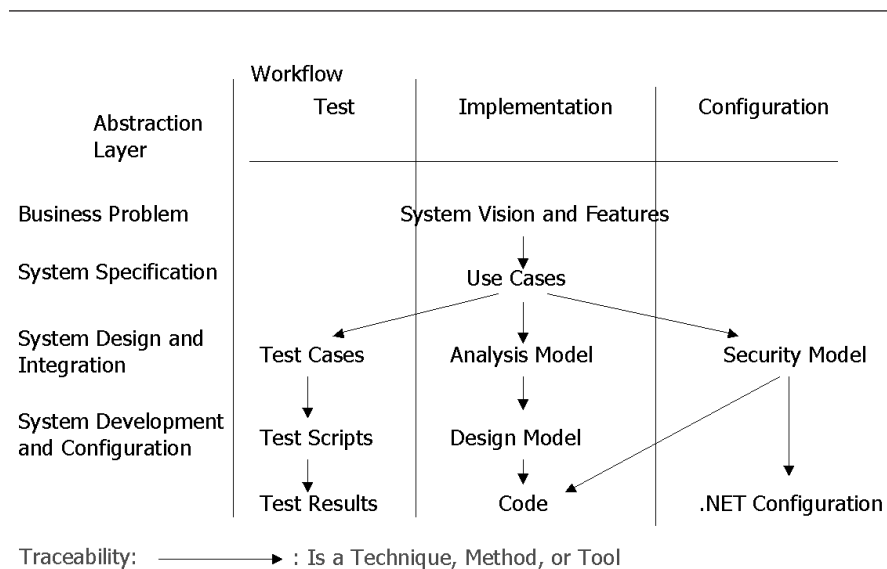 Workflow
Test
Implementation
Configuration
Abstraction
Layer
Business Problem
System Vision and Features
System Specification
Use Cases
System Design and
Integration
Test Cases
Analysis Model
Security Model
System Development
and Configuration
Test Scripts
Design Model
Test Results
Code
.NET Configuration
Traceability:
: Is a Technique, Method, or Tool